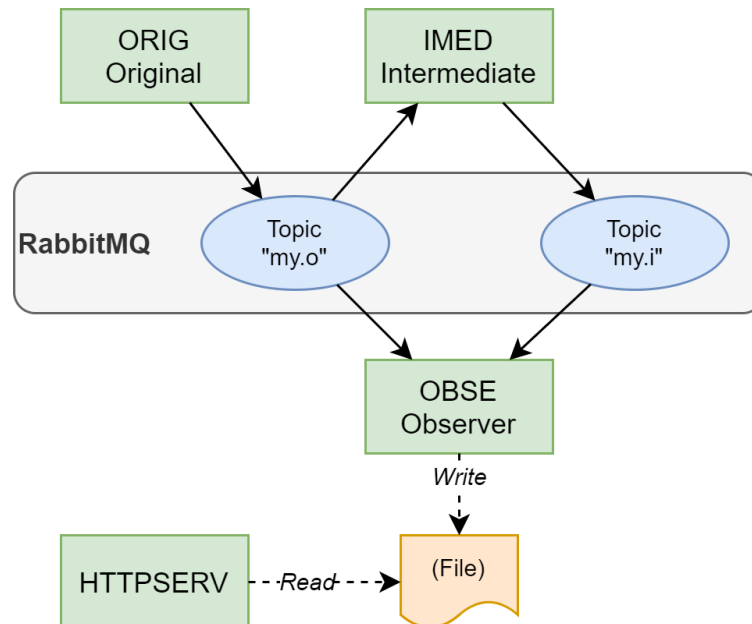 ORIG
Original
IMED
Intermediate
RabbitMQ
Topic
"my.o"
Topic
"my.i"
OBSE
Observer
Write
HTTPSERV
Read
(File)